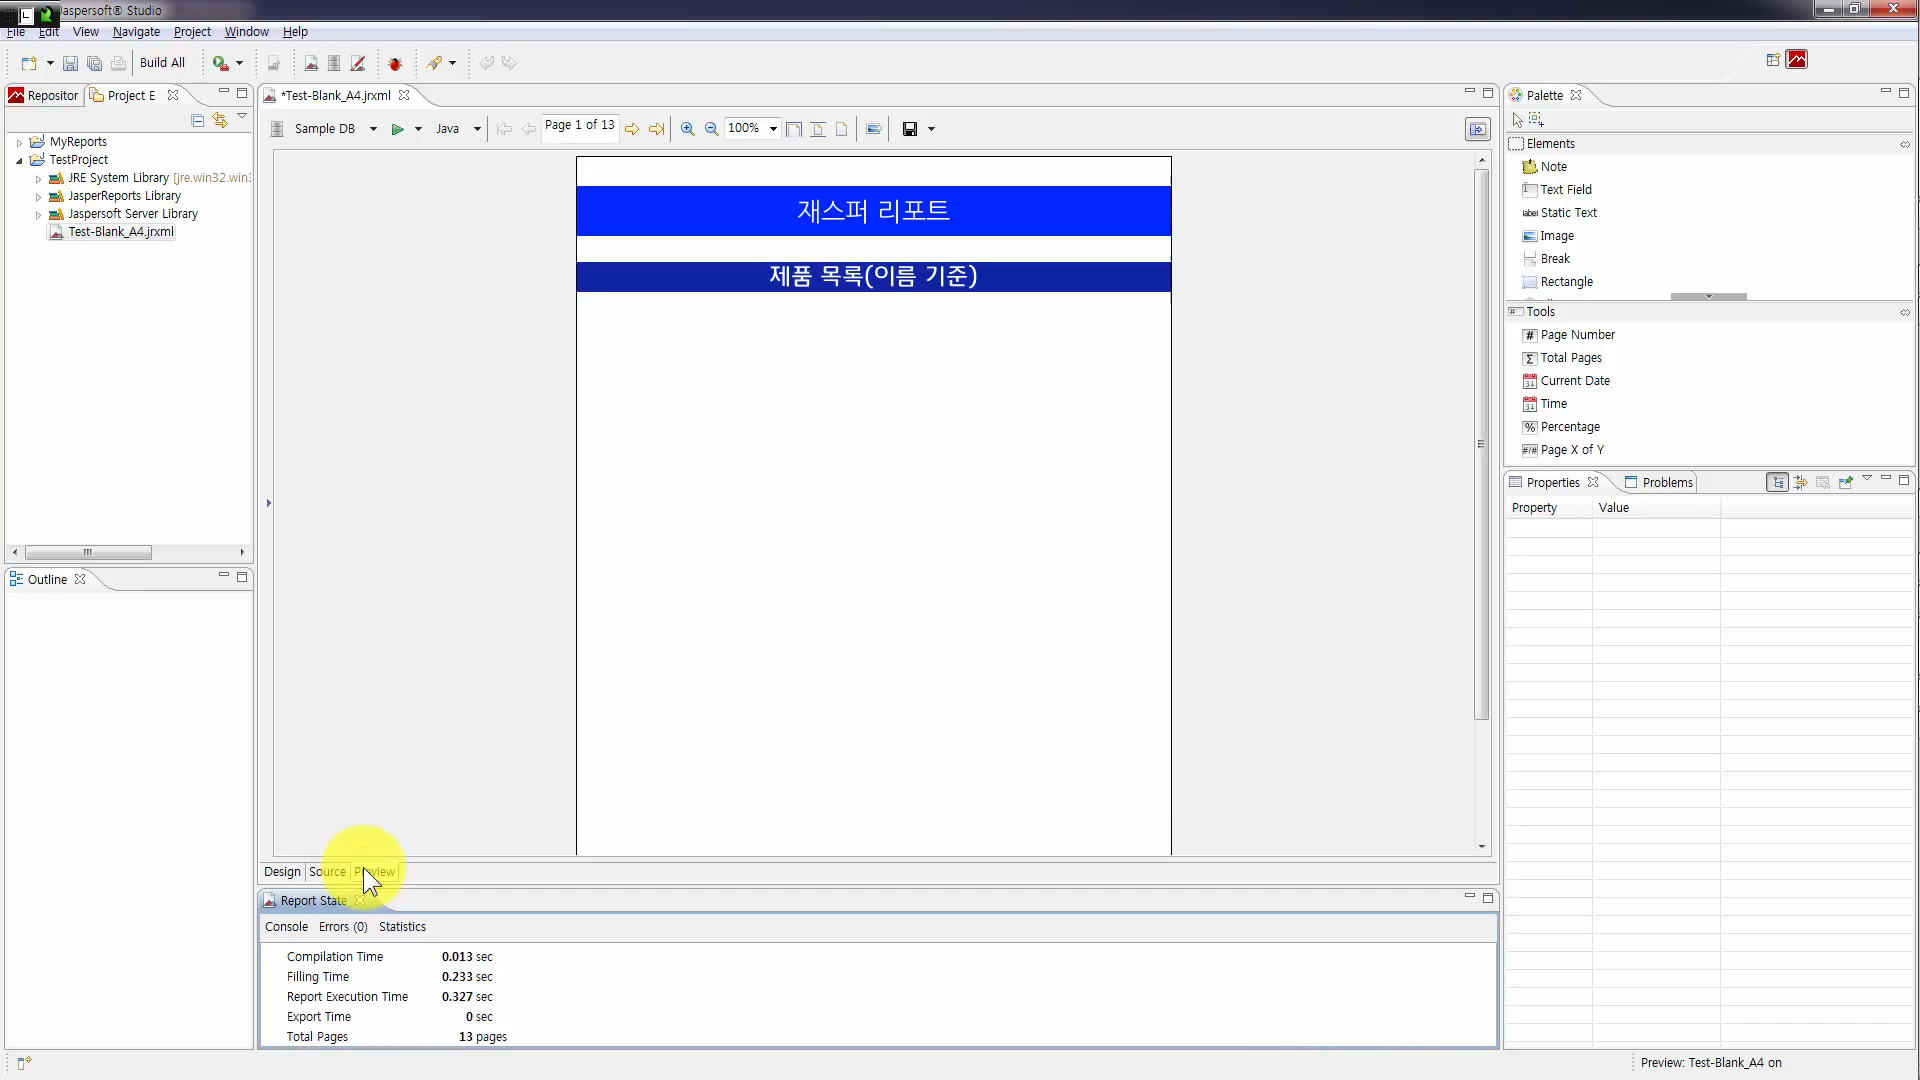 Jaspersoft® Studio
File Edit View Navigate Project Window Help
Build All
Repositor Project E
MyReports
TestProject
JRE System Library [jre.win32.win3
JasperReports Library
Jaspersoft Server Library
Test-Blank_A4.jrxml
Outline
*Test-Blank_A4.jrxml
Sample DB Java Page 1 of 13 100%
재스퍼 리포트
제품 목록(이름 기준)
Design Source Preview
Report State
Console Errors (0) Statistics
Compilation Time 0.013 sec
Filling Time 0.233 sec
Report Execution Time 0.327 sec
Export Time 0 sec
Total Pages 13 pages
Palette
Elements
Note
Text Field
label Static Text
Image
Break
Rectangle
Tools
# Page Number
Σ Total Pages
31 Current Date
31 Time
% Percentage
#/# Page X of Y
Properties Problems
Property Value
Preview: Test-Blank_A4 on